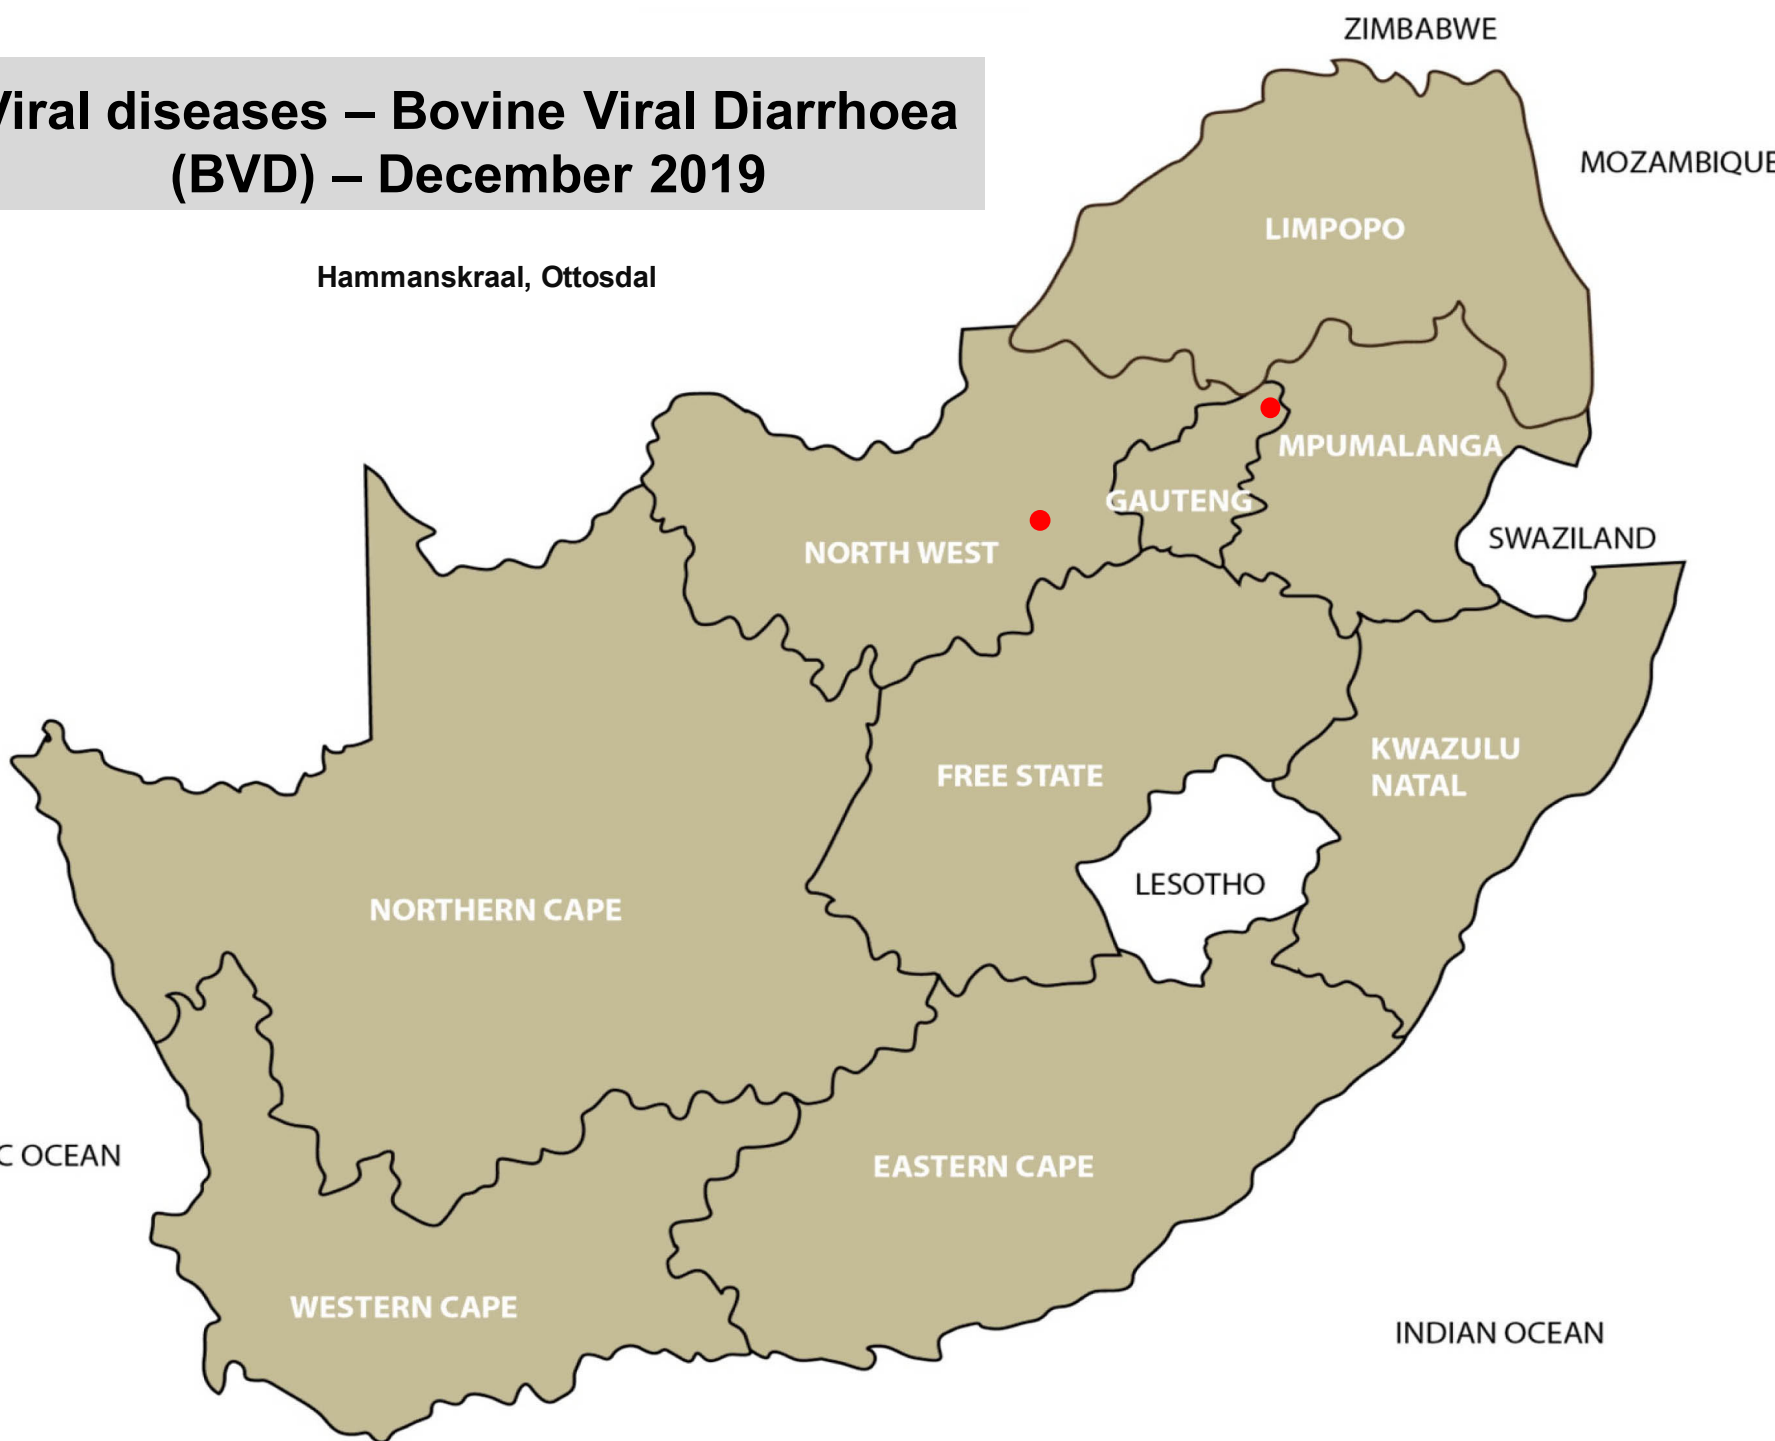 ZIMBABWE
Viral diseases – Bovine Viral Diarrhoea
(BVD) – December 2019
MOZAMBIQUE
LIMPOPO
Hammanskraal, Ottosdal
MPUMALANGA
GAUTENG
SWAZILAND
NORTH WEST
KWAZULU
NATAL
FREE STATE
LESOTHO
NORTHERN CAPE
C OCEAN
EASTERN CAPE
WESTERN CAPE
INDIAN OCEAN